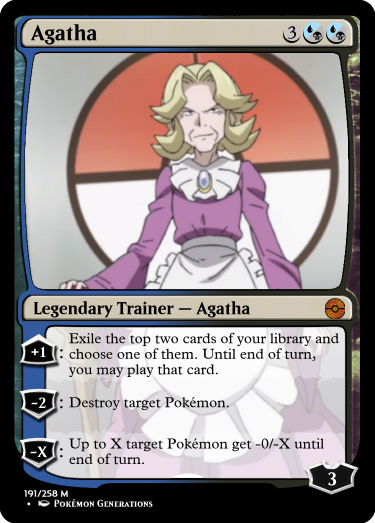 Agatha 3
Legendary Trainer — Agatha
+1: Exile the top two cards of your library and
choose one of them. Until end of turn,
you may play that card.
-2: Destroy target Pokémon.
-X: Up to X target Pokémon get -0/-X until
end of turn.
3
191/258 M
• Pokémon Generations